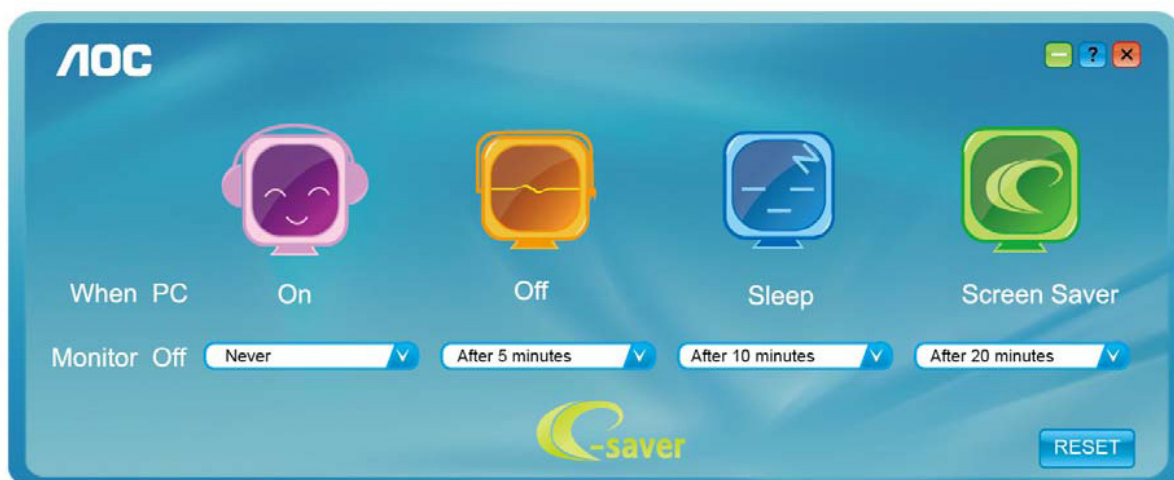 AOC
?
When PC On Off Sleep Screen Saver
Monitor Off Never After 5 minutes After 10 minutes After 20 minutes
e-saver
RESET